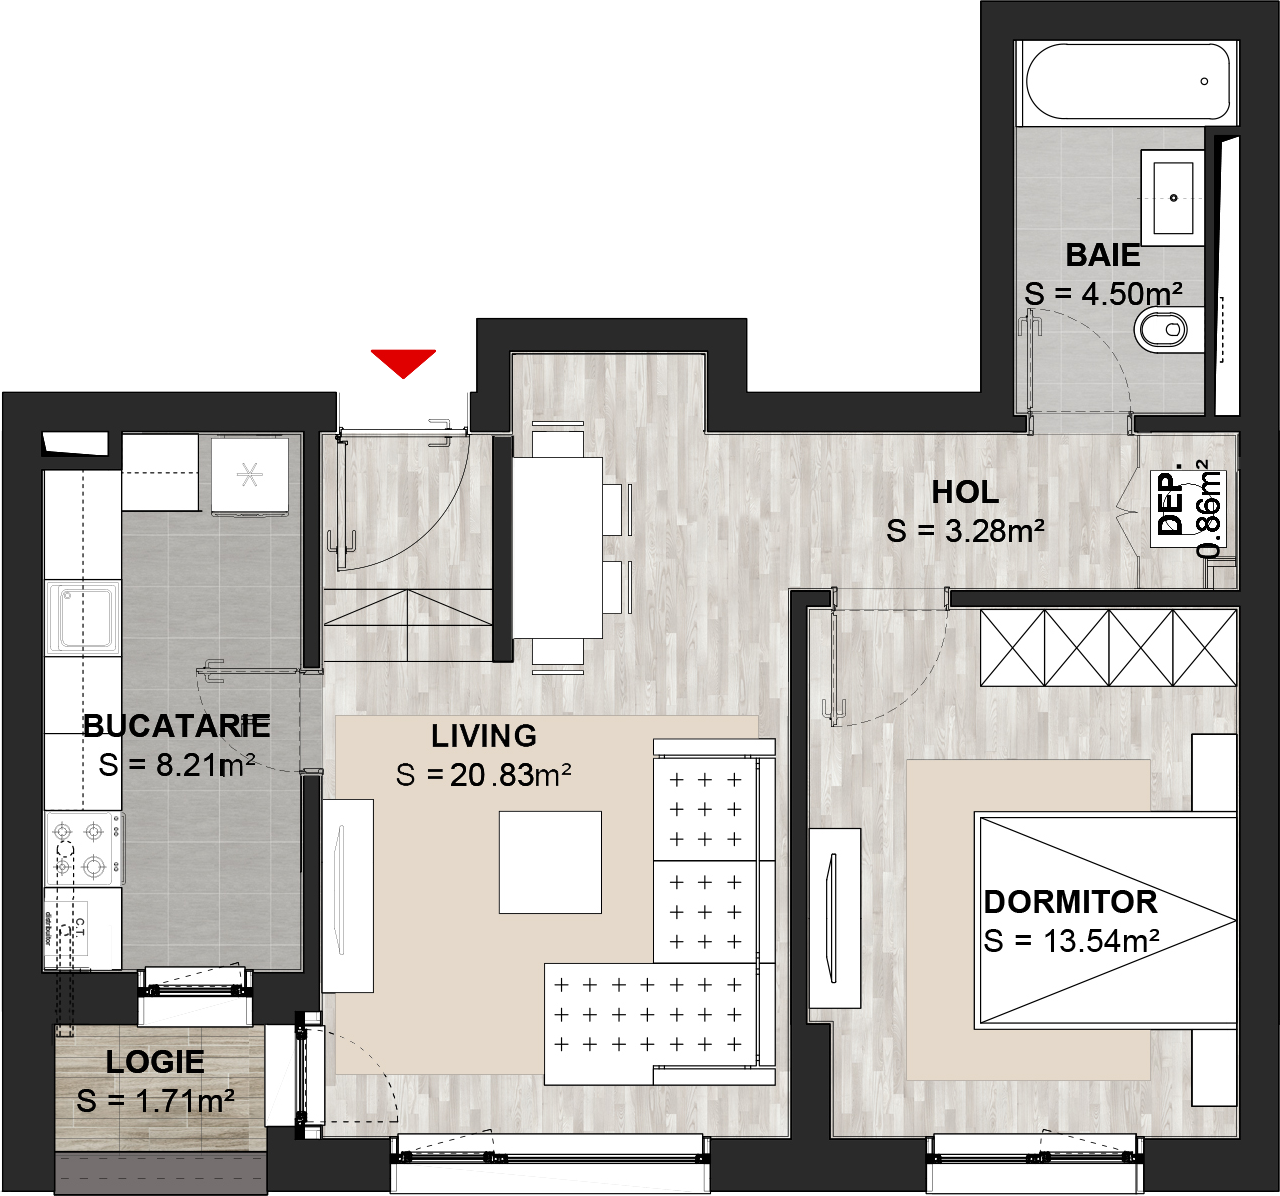 BAIE
S = 4.50m²
HOL
S = 3.28m²
DEP.
0.86m²
BUCATARIE
S = 8.21m²
LIVING
S = 20.83m²
DORMITOR
S = 13.54m²
C.T
distribuitor
LOGIE
S = 1.71m²